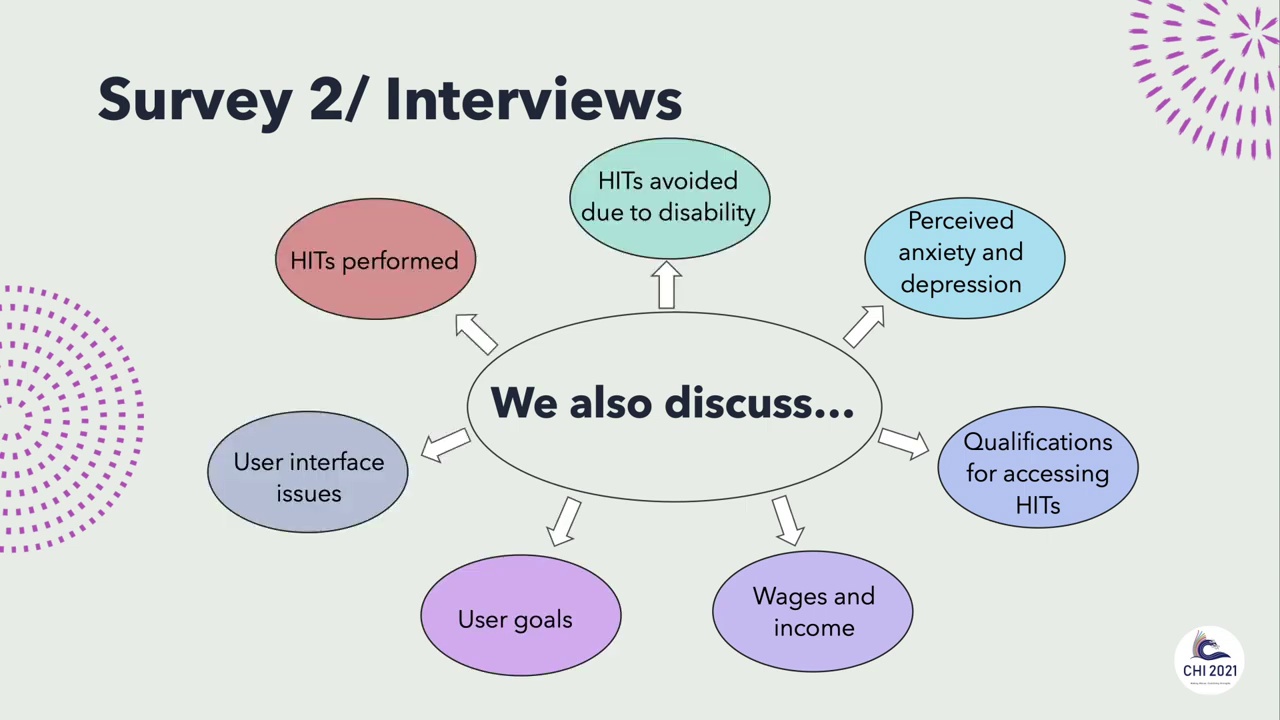 Survey 2/ Interviews
HITs avoided
due to disability
Perceived
anxiety and
depression
HITs performed
We also discuss...
Qualifications
for accessing
HITs
User interface
issues
Wages and
income
User goals
CHI 2021